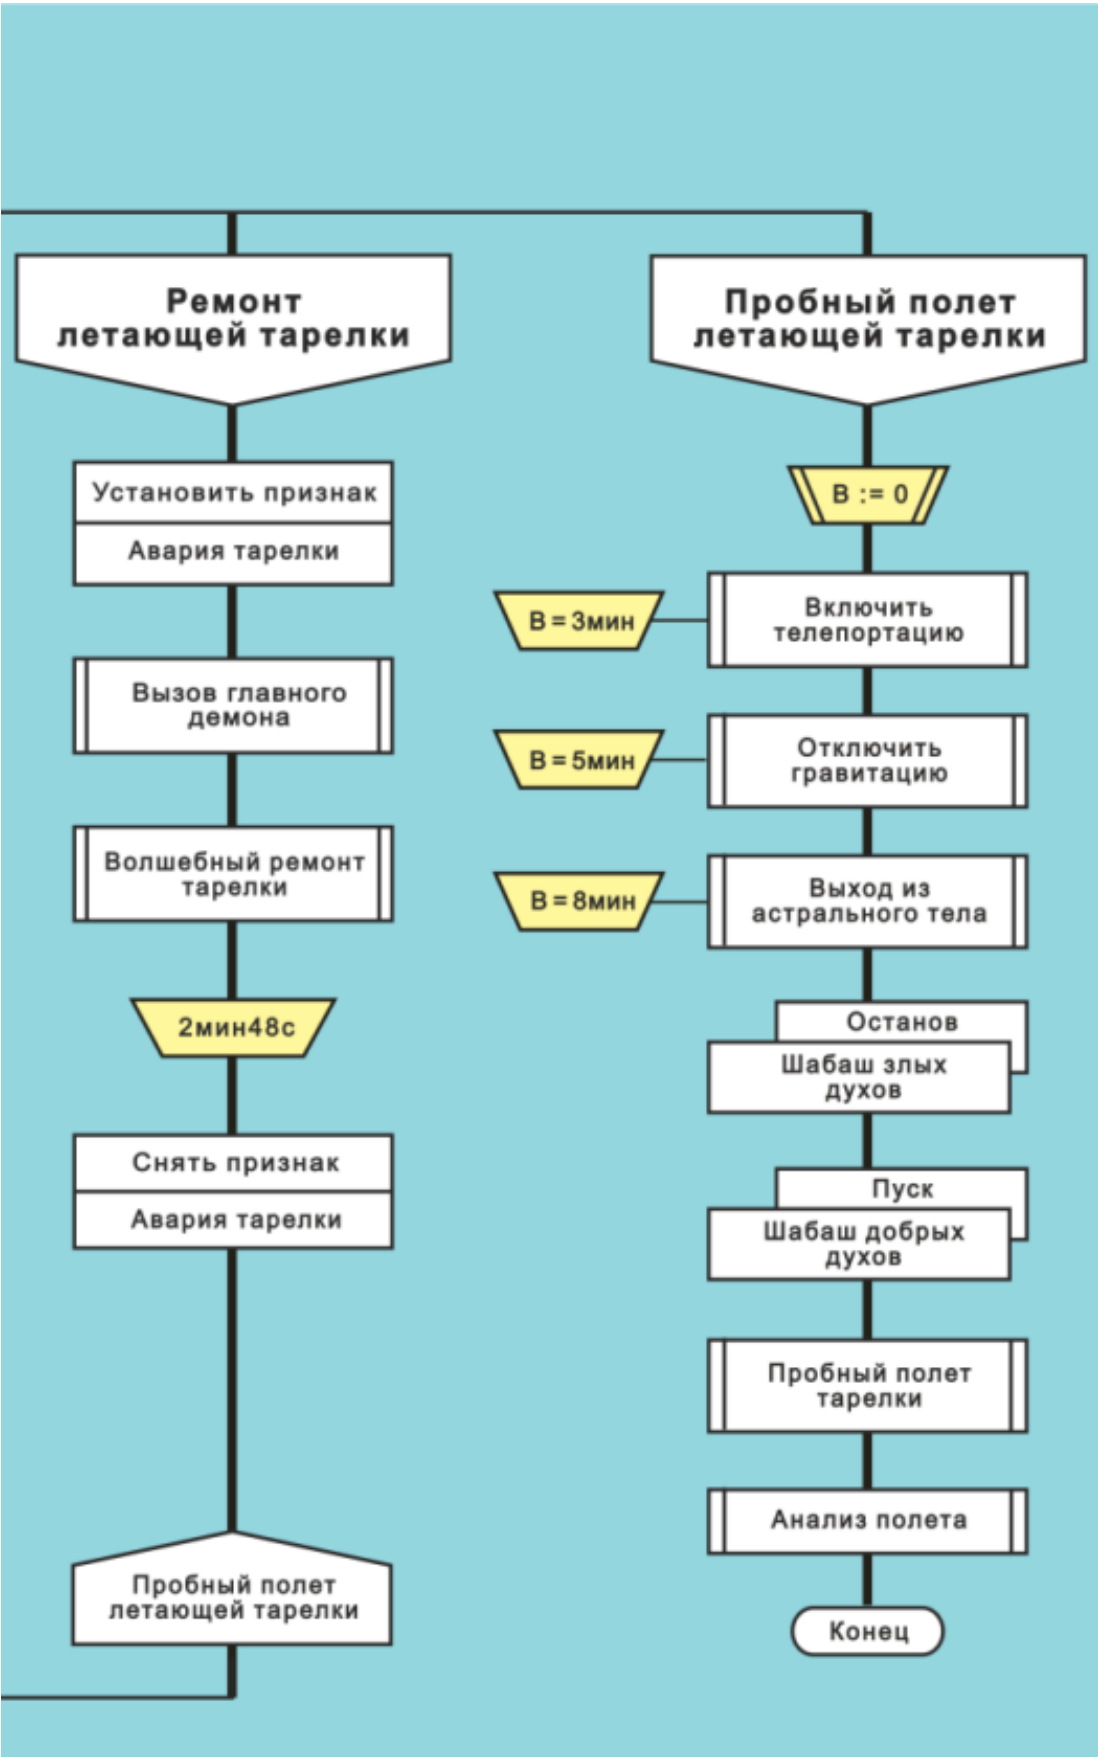 Ремонт
летающей тарелки
Установить признак
Авария тарелки
Вызов главного
демона
Волшебный ремонт
тарелки
2мин48с
Снять признак
Авария тарелки
Пробный полет
летающей тарелки
Пробный полет
летающей тарелки
В := 0
В = 3мин
Включить
телепортацию
В = 5мин
Отключить
гравитацию
В = 8мин
Выход из
астрального тела
Останов
Шабаш злых
духов
Пуск
Шабаш добрых
духов
Пробный полет
тарелки
Анализ полета
Конец